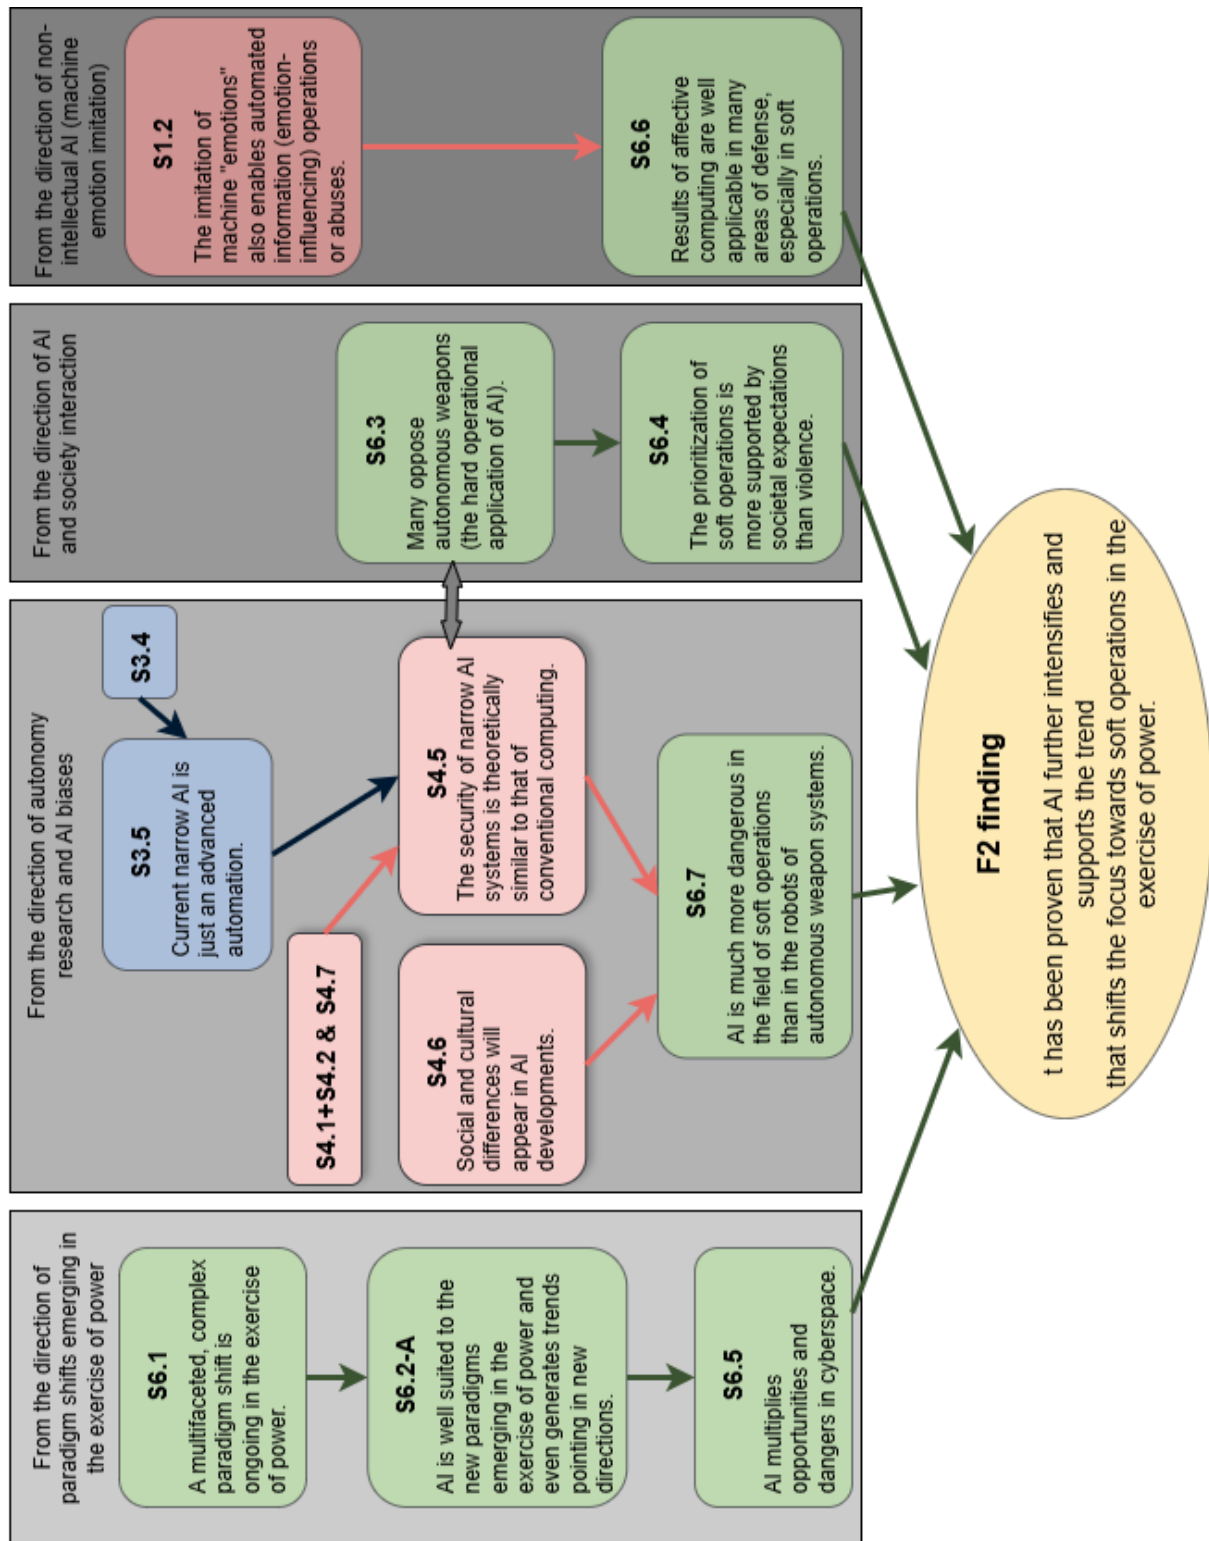 From the direction of
paradigm shifts emerging in
the exercise of power
S6.1
A multifaceted, complex
paradigm shift is
ongoing in the exercise
of power.
S6.2-A
AI is well suited to the
new paradigms
emerging in the
exercise of power and
even generates trends
pointing in new
directions.
S6.5
AI multiplies
opportunities and
dangers in cyberspace.
From the direction of autonomy
research and AI biases
S3.4
S3.5
Current narrow AI is
just an advanced
automation.
S4.1+S4.2 & S4.7
S4.6
Social and cultural
differences will
appear in AI
developments.
S4.5
The security of narrow AI
systems is theoretically
similar to that of
conventional computing.
S6.7
AI is much more dangerous in
the field of soft operations
than in the robots of
autonomous weapon systems.
From the direction of AI
and society interaction
S6.3
Many oppose
autonomous weapons
(the hard operational
application of AI).
S6.4
The prioritization of
soft operations is
more supported by
societal expectations
than violence.
From the direction of non-
intellectual AI (machine
emotion imitation)
S1.2
The imitation of
machine "emotions"
also enables automated
information (emotion-
influencing) operations
or abuses.
S6.6
Results of affective
computing are well
applicable in many
areas of defense,
especially in soft
operations.
F2 finding
t has been proven that AI further intensifies and
supports the trend
that shifts the focus towards soft operations in the
exercise of power.